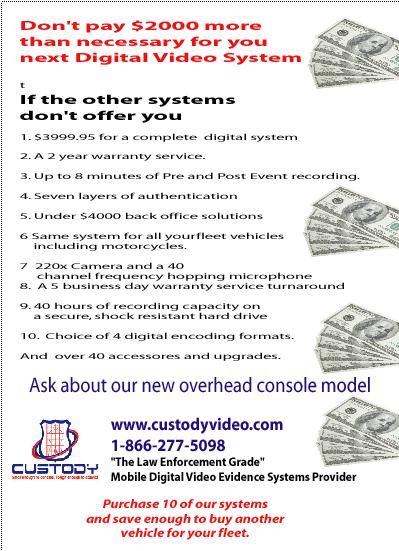 Don't pay $2000 more
than necessary for you
next Digital Video System
t
If the other systems
don't offer you
1. $3999.95 for a complete digital system
2. A 2 year warranty service.
3. Up to 8 minutes of Pre and Post Event recording.
4. Seven layers of authentication
5. Under $4000 back office solutions
6 Same system for all yourfleet vehicles
including motorcycles.
7 220x Camera and a 40
channel frequency hopping microphone
8. A 5 business day warranty service turnaround
9. 40 hours of recording capacity on
a secure, shock resistant hard drive
10. Choice of 4 digital encoding formats.
And over 40 accessores and upgrades.
Ask about our new overhead console model
www.custodyvideo.com
1-866-277-5098
"The Law Enforcement Grade"
Mobile Digital Video Evidence Systems Provider
CUSTODY
Purchase 10 of our systems
and save enough to buy another
vehicle for your fleet.